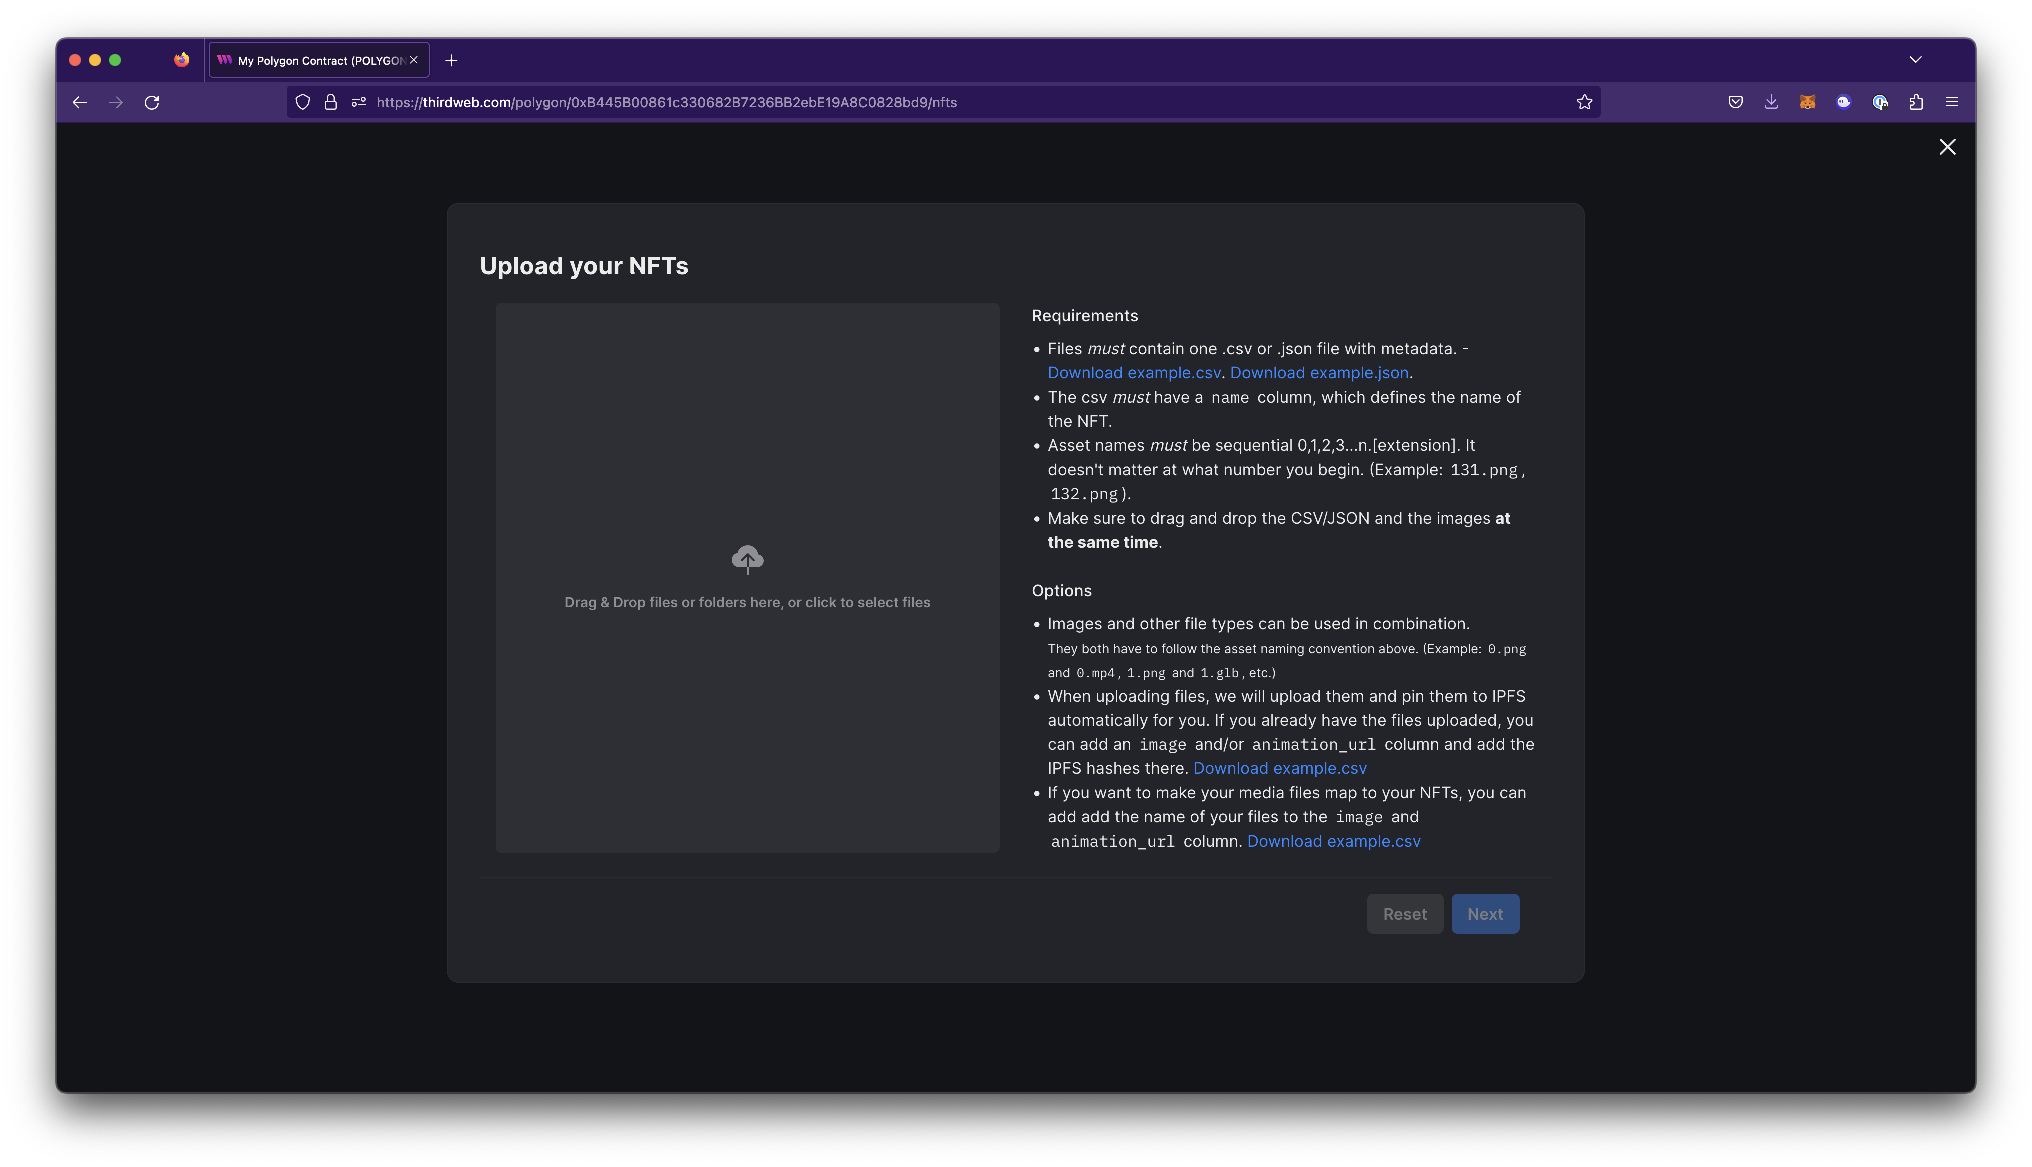 My Polygon Contract (POLYGON
https://thirdweb.com/polygon/0xB445B00861c330682B7236BB2ebE19A8C0828bd9/nfts
Upload your NFTs
Drag & Drop files or folders here, or click to select files
Requirements
• Files must contain one .csv or .json file with metadata. -
Download example.csv. Download example.json.
• The csv must have a name column, which defines the name of
the NFT.
• Asset names must be sequential 0,1,2,3...n.[extension]. It
doesn't matter at what number you begin. (Example: 131.png,
132.png).
• Make sure to drag and drop the CSV/JSON and the images at
the same time.
Options
• Images and other file types can be used in combination.
They both have to follow the asset naming convention above. (Example: 0.png
and 0.mp4, 1.png and 1.glb, etc.)
• When uploading files, we will upload them and pin them to IPFS
automatically for you. If you already have the files uploaded, you
can add an image and/or animation_url column and add the
IPFS hashes there. Download example.csv
• If you want to make your media files map to your NFTs, you can
add add the name of your files to the image and
animation_url column. Download example.csv
Reset
Next